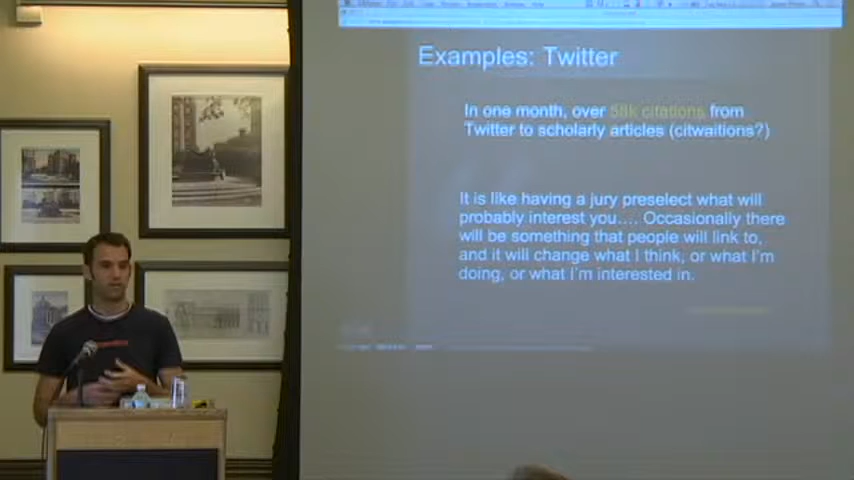 Examples: Twitter
In one month, over 58k citations from
Twitter to scholarly articles (citwaitions?)
It is like having a jury preselect what will
probably interest you.... Occasionally there
will be something that people will link to,
and it will change what I think, or what I'm
doing, or what I'm interested in.